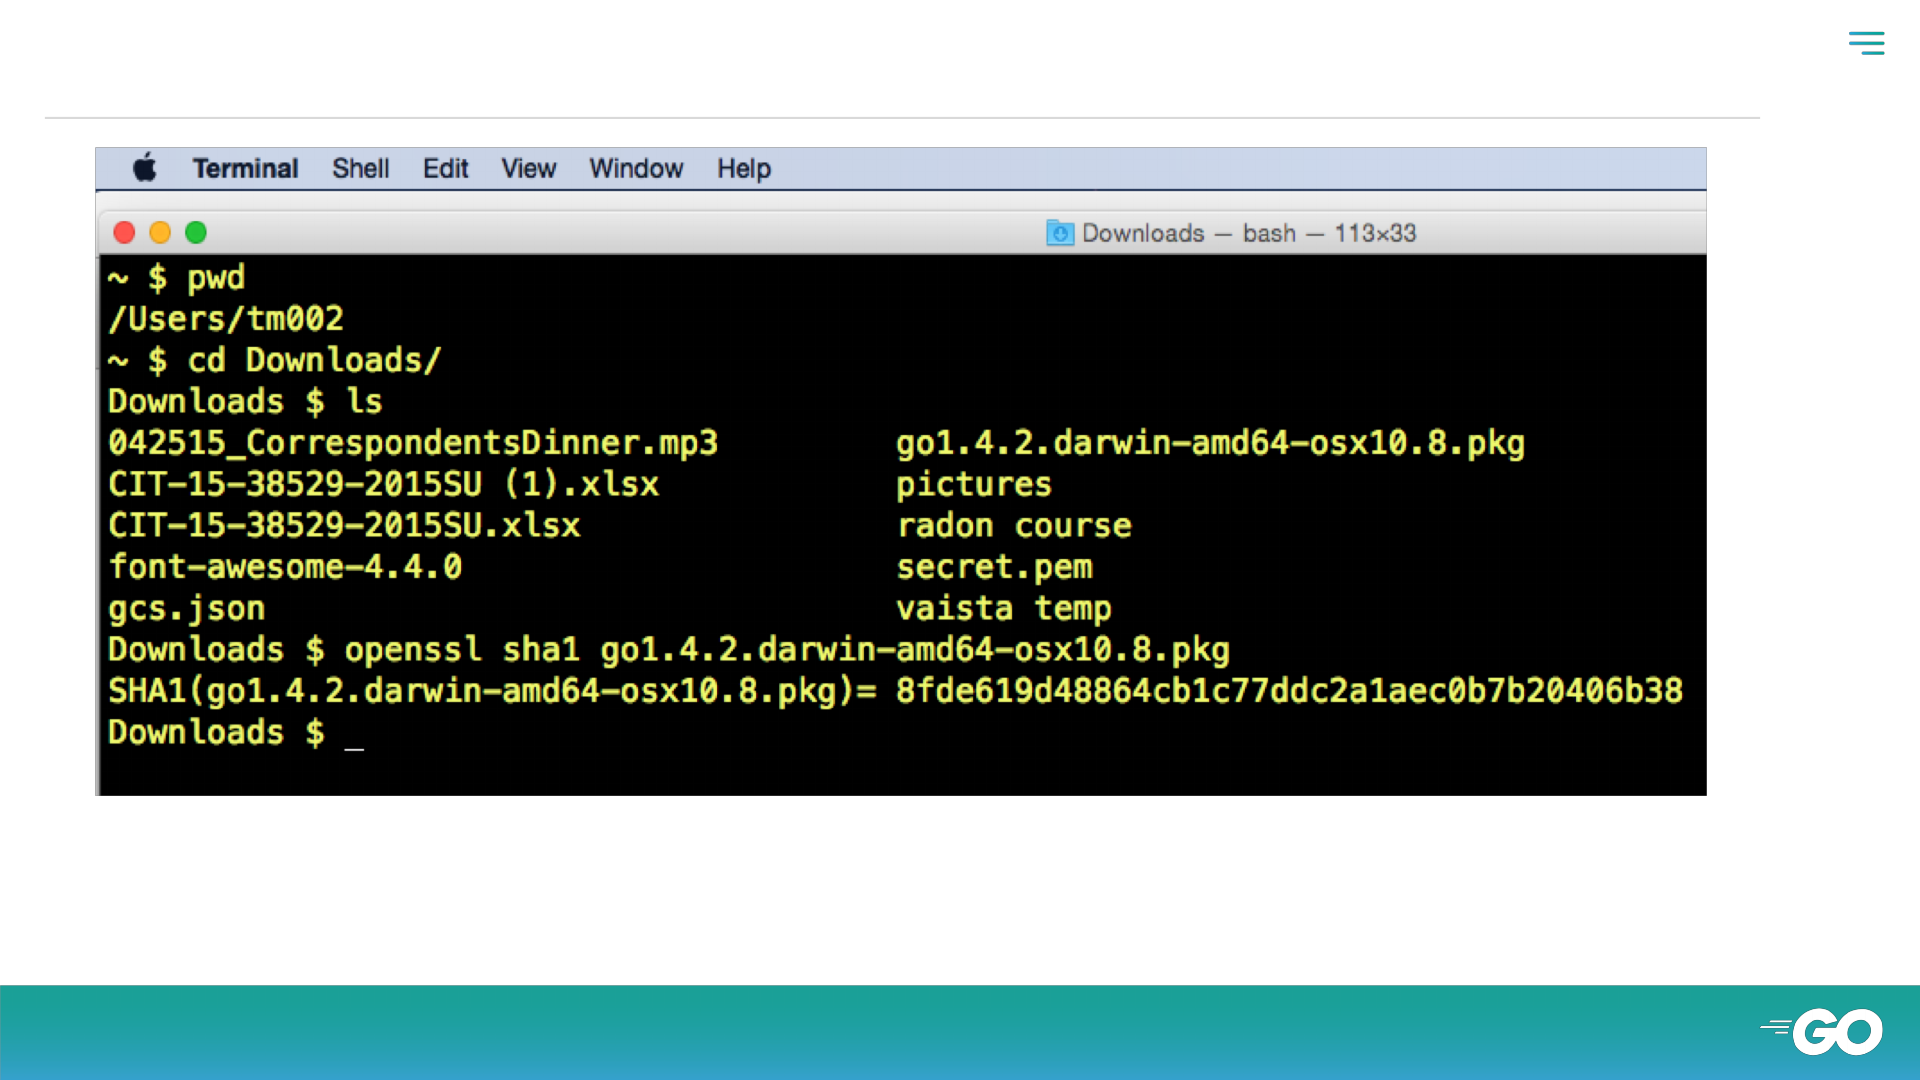 Terminal Shell Edit View Window Help
Downloads — bash — 113×33
~ $ pwd
/Users/tm002
~ $ cd Downloads/
Downloads $ ls
042515_CorrespondentsDinner.mp3 go1.4.2.darwin-amd64-osx10.8.pkg
CIT-15-38529-2015SU (1).xlsx pictures
CIT-15-38529-2015SU.xlsx radon course
font-awesome-4.4.0 secret.pem
gcs.json vaista temp
Downloads $ openssl sha1 go1.4.2.darwin-amd64-osx10.8.pkg
SHA1(go1.4.2.darwin-amd64-osx10.8.pkg)= 8fde619d48864cb1c77ddc2a1aec0b7b20406b38
Downloads $ _
GO